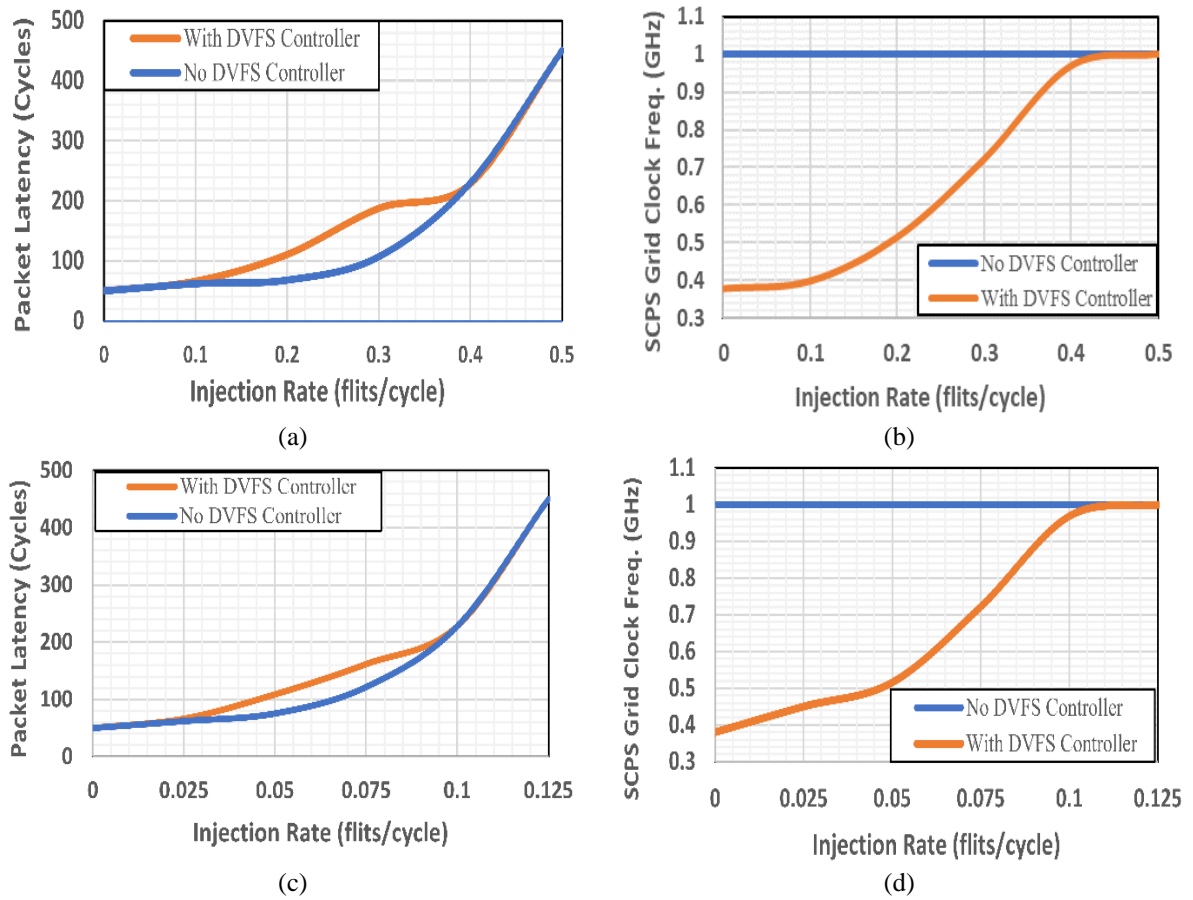 Packet Latency (Cycles)
500
400
300
200
100
0
With DVFS Controller
No DVFS Controller
0 0.1 0.2 0.3 0.4 0.5
Injection Rate (flits/cycle)
(a)
SCPS Grid Clock Freq. (GHz)
1.1
1
0.9
0.8
0.7
0.6
0.5
0.4
0.3
No DVFS Controller
With DVFS Controller
0 0.1 0.2 0.3 0.4 0.5
Injection Rate (flits/cycle)
(b)
Packet Latency (Cycles)
500
400
300
200
100
0
With DVFS Controller
No DVFS Controller
0 0.025 0.05 0.075 0.1 0.125
Injection Rate (flits/cycle)
(c)
SCPS Grid Clock Freq. (GHz)
1.1
1
0.9
0.8
0.7
0.6
0.5
0.4
0.3
No DVFS Controller
With DVFS Controller
0 0.025 0.05 0.075 0.1 0.125
Injection Rate (flits/cycle)
(d)